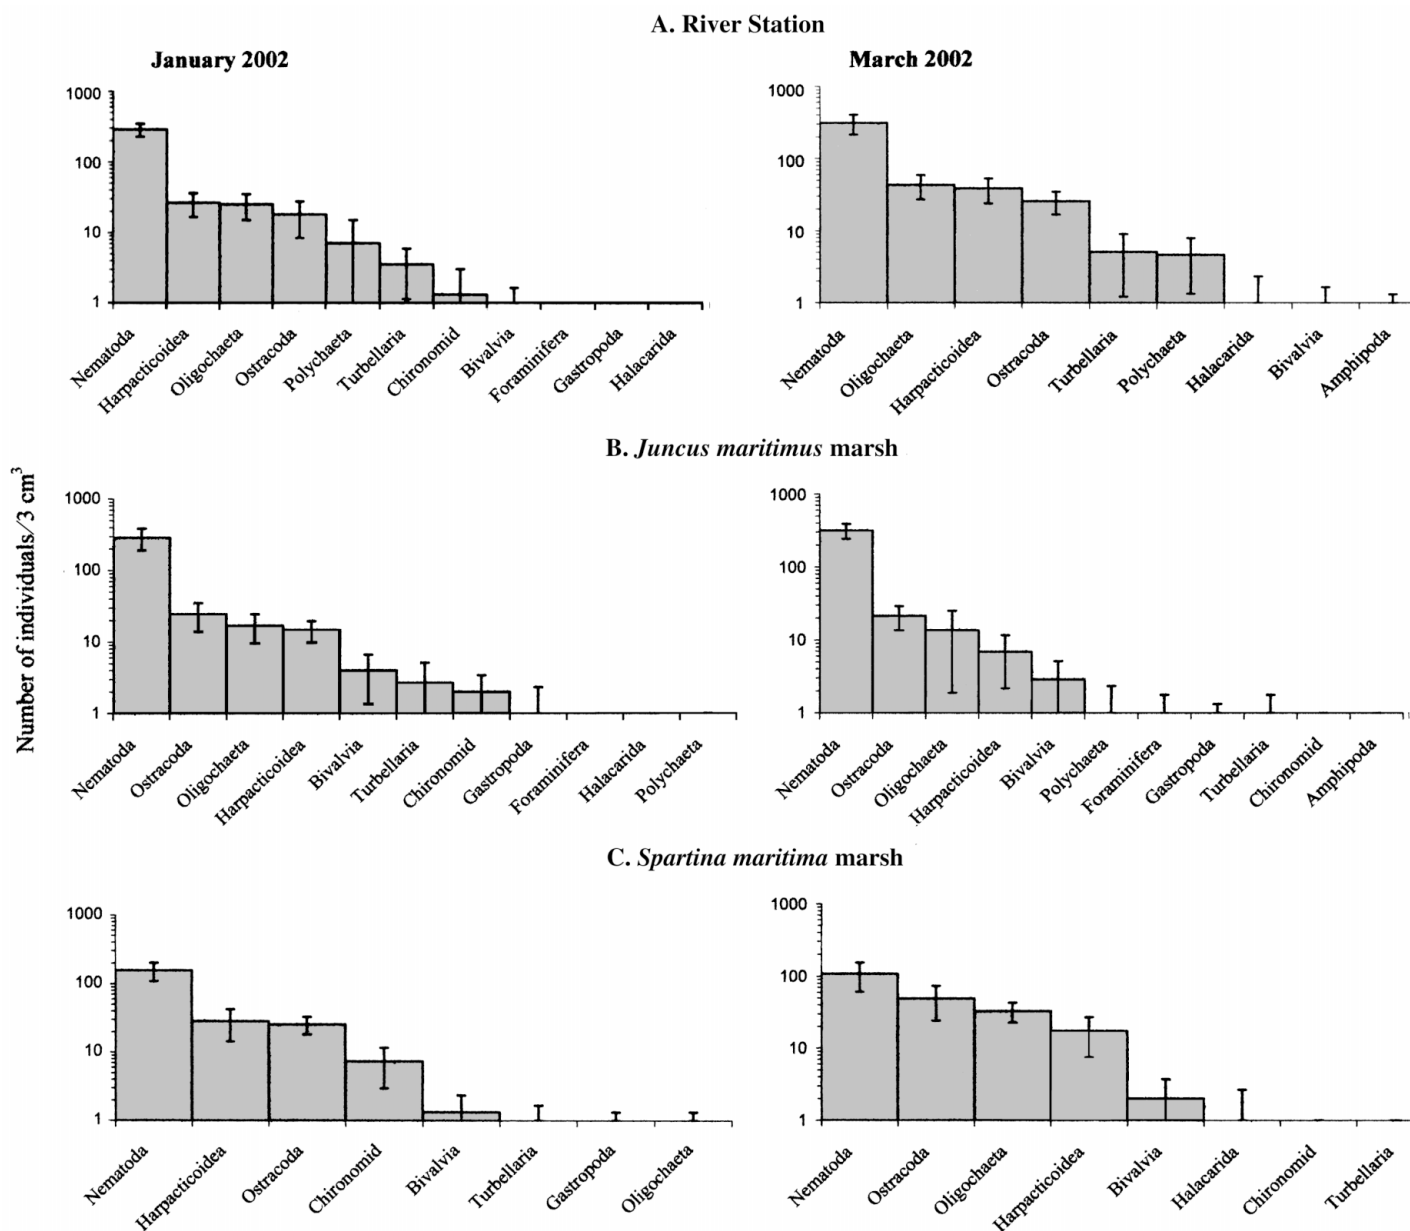 A. River Station
January 2002
1000
100
10
1
Nematoda
Harpacticoidea
Oligochaeta
Ostracoda
Polychaeta
Turbellaria
Chironomid
Bivalvia
Foraminifera
Gastropoda
Halacarida
March 2002
1000
100
10
1
Nematoda
Oligochaeta
Harpacticoidea
Ostracoda
Turbellaria
Polychaeta
Halacarida
Bivalvia
Amphipoda
B. Juncus maritimus marsh
Number of individuals/3 cm³
1000
100
10
1
Nematoda
Ostracoda
Oligochaeta
Harpacticoidea
Bivalvia
Turbellaria
Chironomid
Gastropoda
Foraminifera
Halacarida
Polychaeta
1000
100
10
1
Nematoda
Ostracoda
Oligochaeta
Harpacticoidea
Bivalvia
Polychaeta
Foraminifera
Gastropoda
Turbellaria
Chironomid
Amphipoda
C. Spartina maritima marsh
1000
100
10
1
Nematoda
Harpacticoidea
Ostracoda
Chironomid
Bivalvia
Turbellaria
Gastropoda
Oligochaeta
1000
100
10
1
Nematoda
Ostracoda
Oligochaeta
Harpacticoidea
Bivalvia
Halacarida
Chironomid
Turbellaria